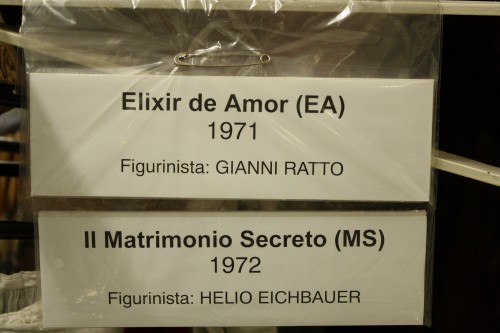 Elixir de Amor (EA)
1971
Figurinista: GIANNI RATTO
Il Matrimonio Secreto (MS)
1972
Figurinista: HELIO EICHBAUER